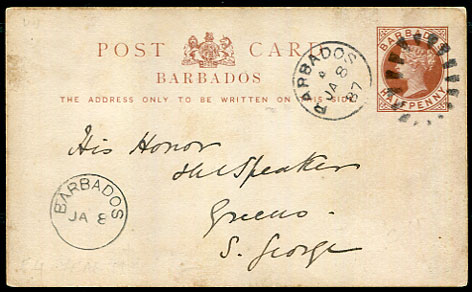 POST CARD
BARBADOS
THE ADDRESS ONLY TO BE WRITTEN ON THIS SIDE
BARBADOS
HALFPENNY
BARBADOS
JA 8
87
His Honor
the Speaker
Greens.
S. George
BARBADOS
JA 8